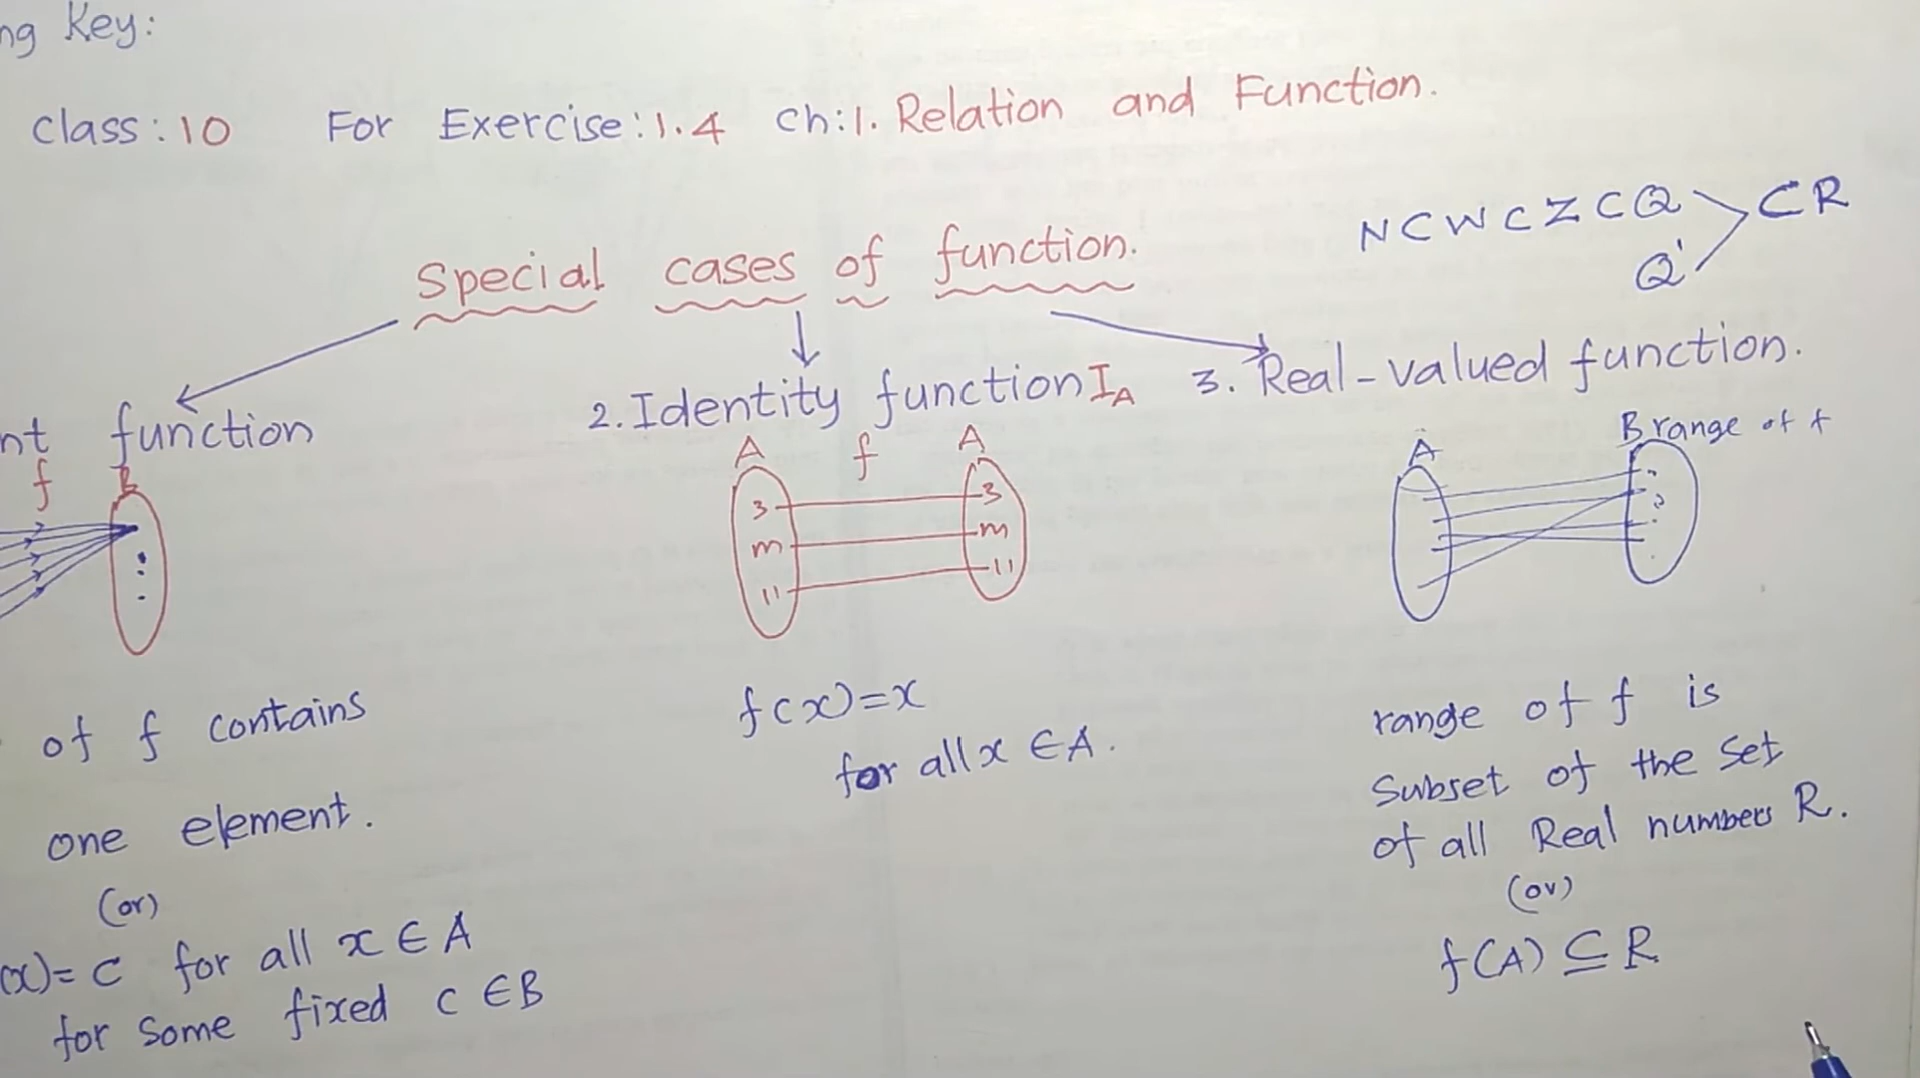 ng Key:
Class: 10 For Exercise: 1.4 Ch: 1. Relation and Function.
N ⊂ W ⊂ Z ⊂ Q ⊂ R
Q'
Special cases of function.
nt function
2. Identity function I_A
3. Real-valued function.
f B
A f A
3 3
m m
11 11
A B range of f
of f contains
one element.
(or)
(x) = C for all x ∈ A
for some fixed C ∈ B
f(x) = x
for all x ∈ A.
range of f is
Subset of the set
of all Real numbers R.
(or)
f(A) ⊆ R